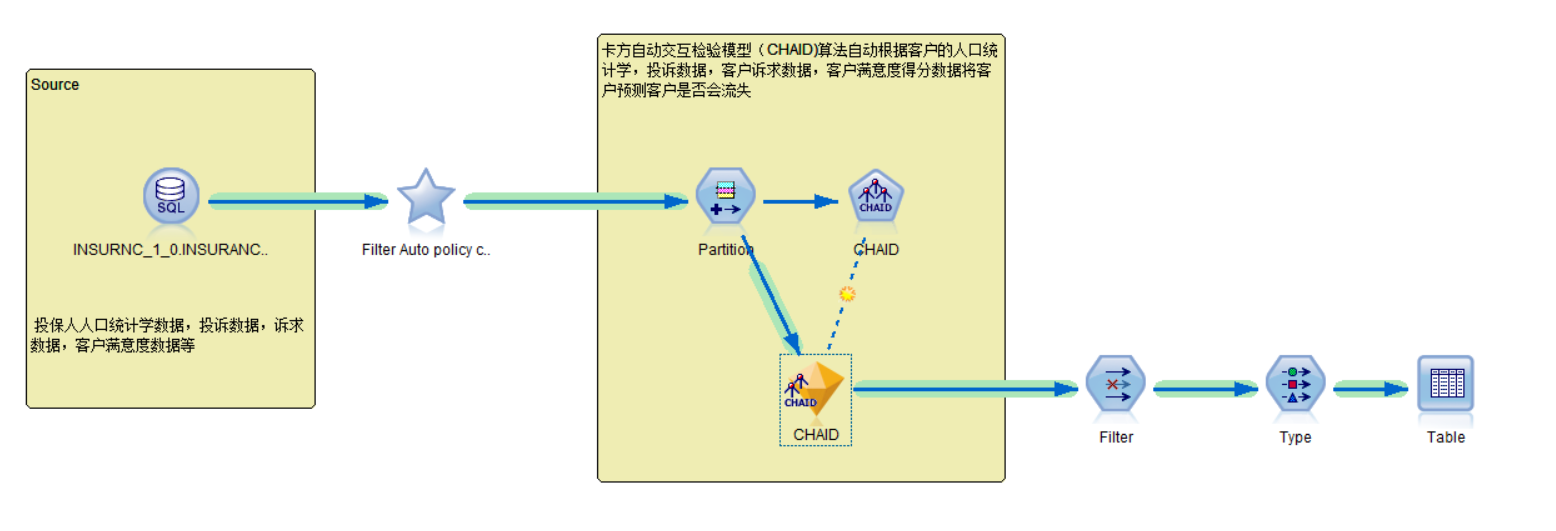 Source
SQL
INSURNC_1_0.INSURANC..
投保人人口统计学数据，投诉数据，诉求
数据，客户满意度数据等
Filter Auto policy c..
卡方自动交互检验模型（CHAID)算法自动根据客户的人口统
计学，投诉数据，客户诉求数据，客户满意度得分数据将客
户预测客户是否会流失
Partition
CHAID
CHAID
CHAID
CHAID
Filter
Type
Table